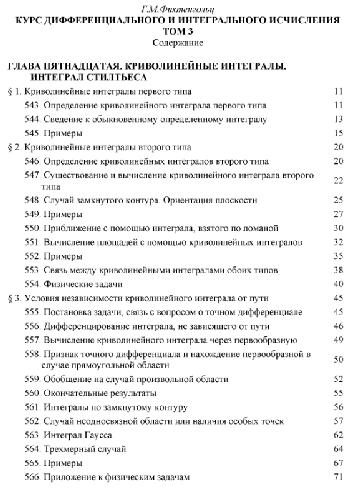 Г.М.Фихтенгольц
КУРС ДИФФЕРЕНЦИАЛЬНОГО И ИНТЕГРАЛЬНОГО ИСЧИСЛЕНИЯ
ТОМ 3
Содержание
ГЛАВА ПЯТНАДЦАТАЯ. КРИВОЛИНЕЙНЫЕ ИНТЕГРАЛЫ.
ИНТЕГРАЛ СТИЛТЬЕСА
§ 1. Криволинейные интегралы первого типа 11
543. Определение криволинейного интеграла первого типа 11
544. Сведение к обыкновенному определенному интегралу 13
545. Примеры 15
§ 2. Криволинейные интегралы второго типа 20
546. Определение криволинейных интегралов второго типа 20
547. Существование и вычисление криволинейного интеграла второго типа 22
548. Случай замкнутого контура. Ориентация плоскости 25
549. Примеры 27
550. Приближение с помощью интеграла, взятого по ломаной 30
551. Вычисление площадей с помощью криволинейных интегралов 32
552. Примеры 35
553. Связь между криволинейными интегралами обоих типов 38
554. Физические задачи 40
§ 3. Условия независимости криволинейного интеграла от пути 45
555. Постановка задачи, связь с вопросом о точном дифференциале 45
556. Дифференцирование интеграла, не зависящего от пути 46
557. Вычисление криволинейного интеграла через первообразную 49
558. Признак точного дифференциала и нахождение первообразной в случае прямоугольной области 50
559. Обобщение на случай произвольной области 52
560. Окончательные результаты 55
561. Интегралы по замкнутому контуру 56
562. Случай неодносвязной области или наличия особых точек 57
563. Интеграл Гаусса 62
564. Трехмерный случай 64
565. Примеры 67
566. Приложение к физическим задачам 71